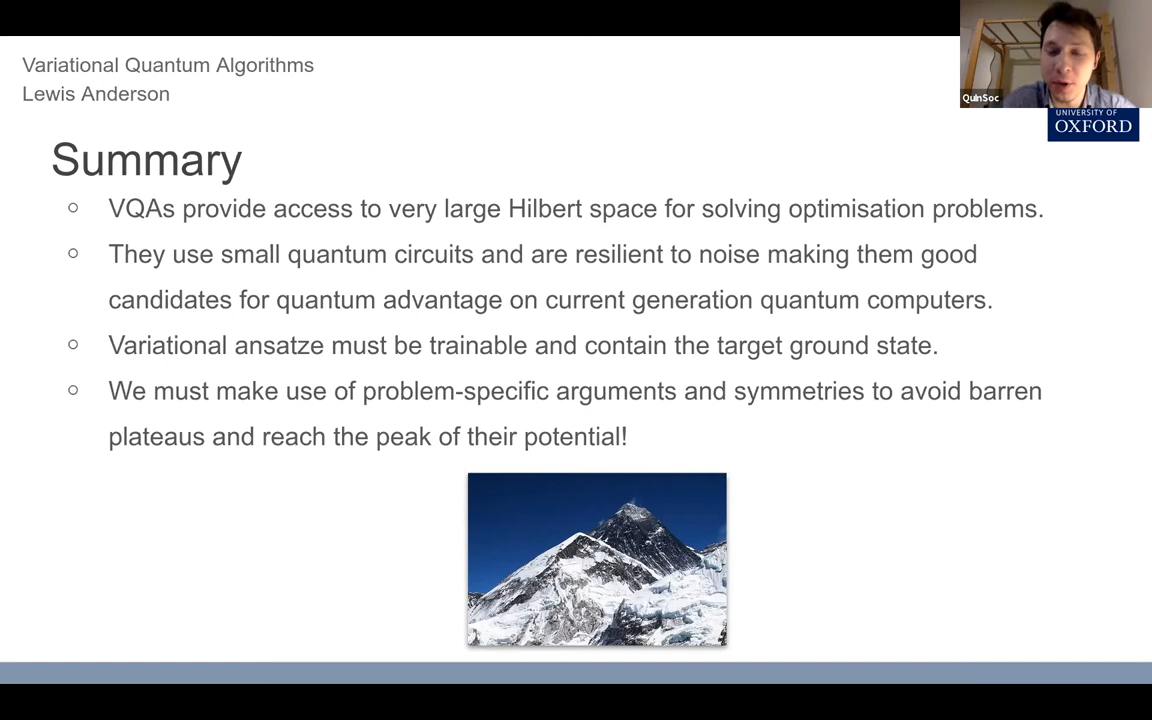 Variational Quantum Algorithms
Lewis Anderson
QuInSoc
UNIVERSITY OF
OXFORD
Summary
VQAs provide access to very large Hilbert space for solving optimisation problems.
They use small quantum circuits and are resilient to noise making them good
candidates for quantum advantage on current generation quantum computers.
Variational ansatze must be trainable and contain the target ground state.
We must make use of problem-specific arguments and symmetries to avoid barren
plateaus and reach the peak of their potential!